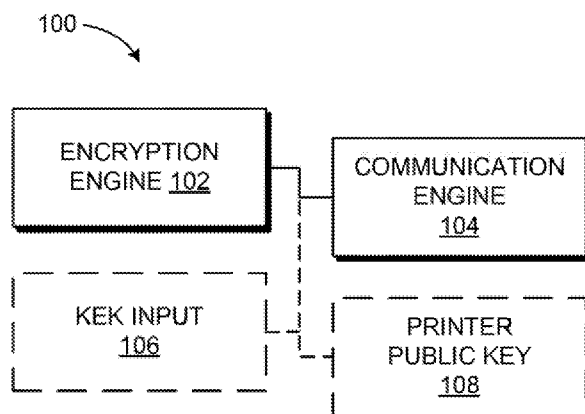 100
ENCRYPTION
ENGINE 102
COMMUNICATION
ENGINE
104
KEK INPUT
106
PRINTER
PUBLIC KEY
108